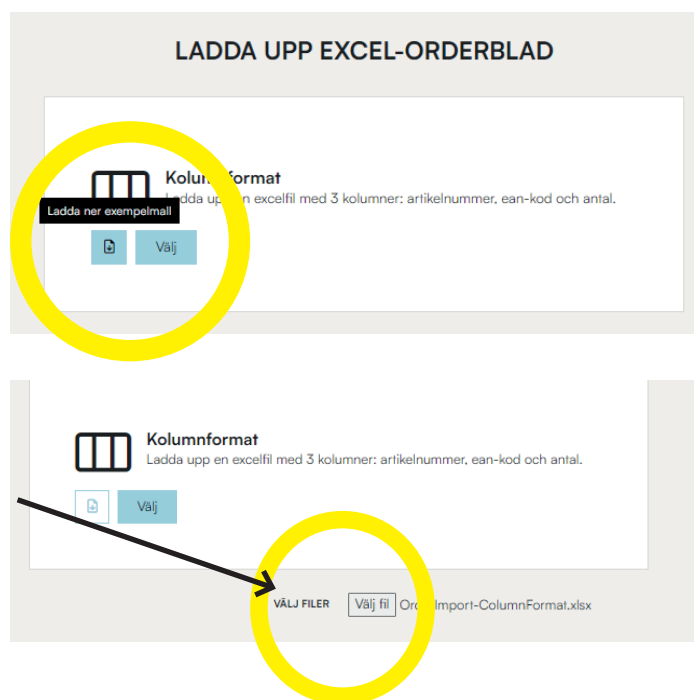 LADDA UPP EXCEL-ORDERBLAD
Kolumnformat
Ladda upp en excelfil med 3 kolumner: artikelnummer, ean-kod och antal.
Ladda ner exempelmall
Välj
Kolumnformat
Ladda upp en excelfil med 3 kolumner: artikelnummer, ean-kod och antal.
Välj
VÄLJ FILER Välj fil OrderImport-ColumnFormat.xlsx